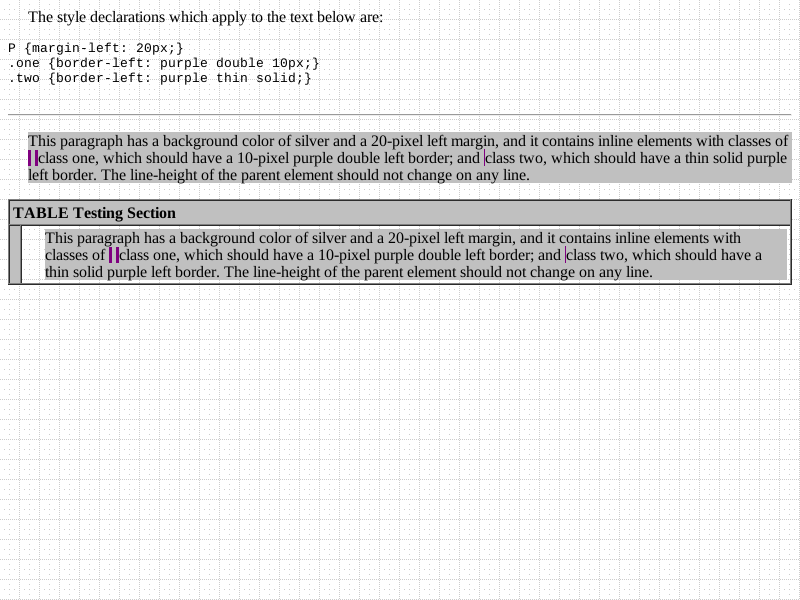 The style declarations which apply to the text below are:
P {margin-left: 20px;}
.one {border-left: purple double 10px;}
.two {border-left: purple thin solid;}
This paragraph has a background color of silver and a 20-pixel left margin, and it contains inline elements with classes of
class one, which should have a 10-pixel purple double left border; and class two, which should have a thin solid purple
left border. The line-height of the parent element should not change on any line.
TABLE Testing Section
This paragraph has a background color of silver and a 20-pixel left margin, and it contains inline elements with
classes of class one, which should have a 10-pixel purple double left border; and class two, which should have a
thin solid purple left border. The line-height of the parent element should not change on any line.